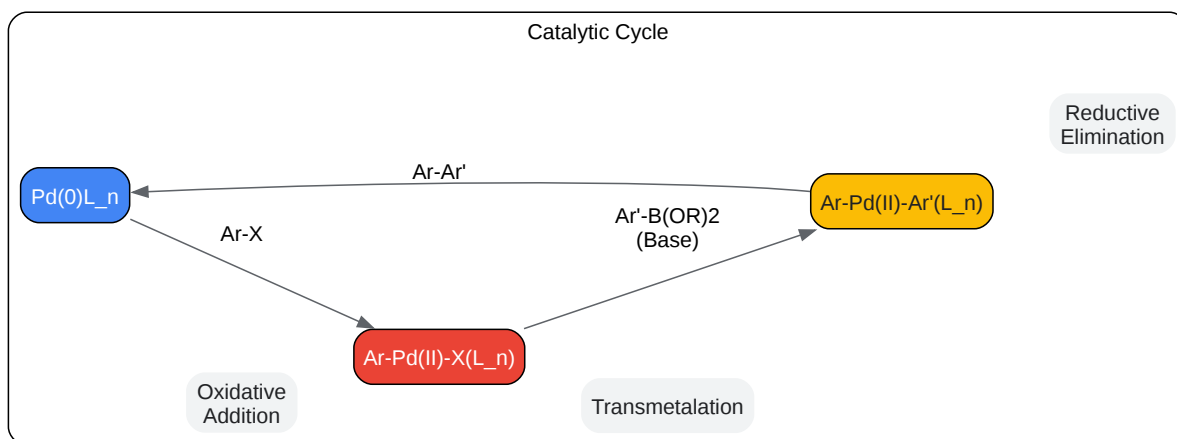 Catalytic Cycle
Reductive
Elimination
Ar-Ar'
Pd(0)L_n
Ar-Pd(II)-Ar'(L_n)
Ar'-B(OR)2
(Base)
Ar-X
Ar-Pd(II)-X(L_n)
Oxidative
Addition
Transmetalation